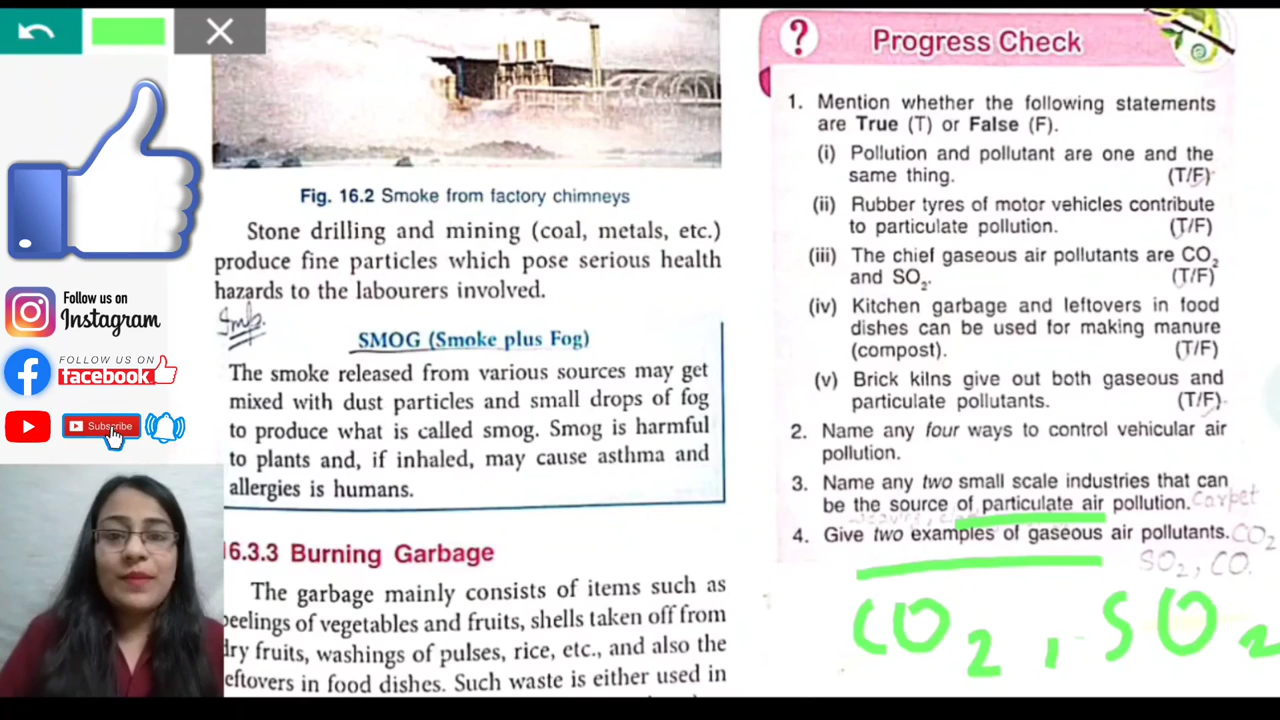 Follow us on
Instagram
FOLLOW US ON
facebook
Subscribe
Fig. 16.2 Smoke from factory chimneys
Stone drilling and mining (coal, metals, etc.)
produce fine particles which pose serious health
hazards to the labourers involved.
SMOG (Smoke plus Fog)
The smoke released from various sources may get
mixed with dust particles and small drops of fog
to produce what is called smog. Smog is harmful
to plants and, if inhaled, may cause asthma and
allergies is humans.
16.3.3 Burning Garbage
The garbage mainly consists of items such as
peelings of vegetables and fruits, shells taken off from
dry fruits, washings of pulses, rice, etc., and also the
leftovers in food dishes. Such waste is either used in
? Progress Check
1. Mention whether the following statements
are True (T) or False (F).
(i) Pollution and pollutant are one and the
same thing. (T/F)
(ii) Rubber tyres of motor vehicles contribute
to particulate pollution. (T/F)
(iii) The chief gaseous air pollutants are CO₂
and SO₂. (T/F)
(iv) Kitchen garbage and leftovers in food
dishes can be used for making manure
(compost). (T/F)
(v) Brick kilns give out both gaseous and
particulate pollutants. (T/F)
2. Name any four ways to control vehicular air
pollution.
3. Name any two small scale industries that can
be the source of particulate air pollution. Carpet
4. Give two examples of gaseous air pollutants. CO₂
SO₂, CO.
CO₂, SO₂